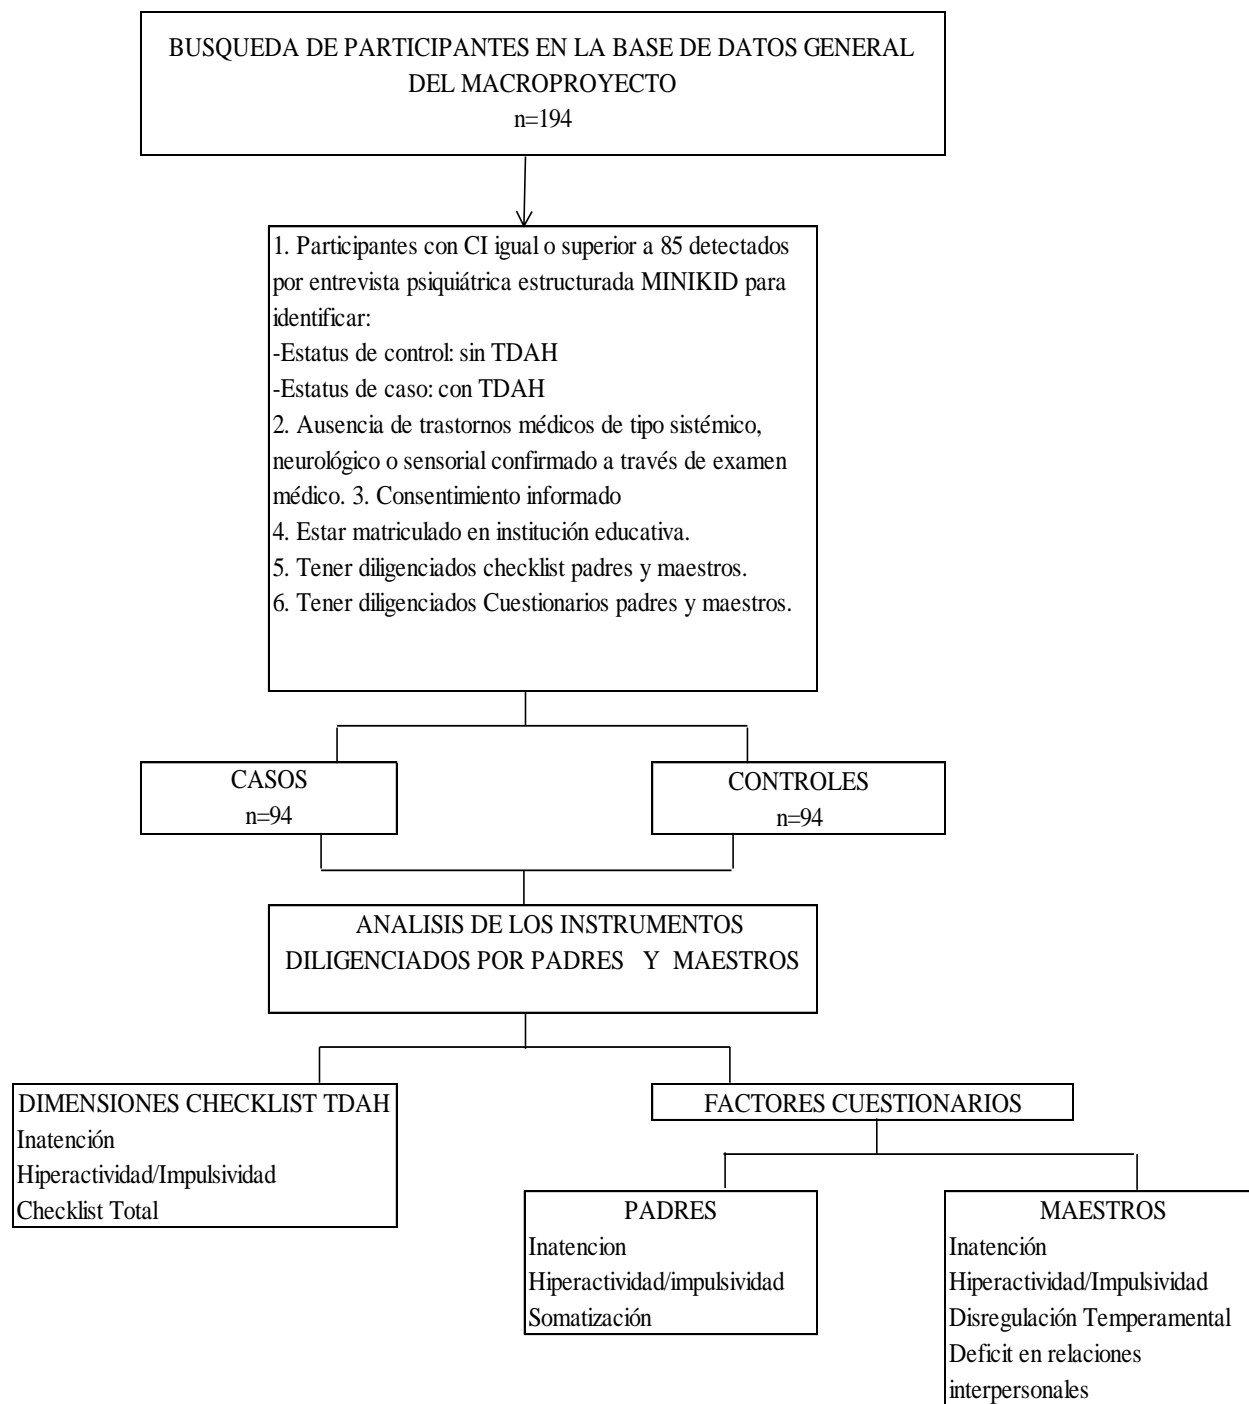 BUSQUEDA DE PARTICIPANTES EN LA BASE DE DATOS GENERAL
DEL MACROPROYECTO
n=194
1. Participantes con CI igual o superior a 85 detectados
por entrevista psiquiátrica estructurada MINIKID para
identificar:
-Estatus de control: sin TDAH
-Estatus de caso: con TDAH
2. Ausencia de trastornos médicos de tipo sistémico,
neurológico o sensorial confirmado a través de examen
médico. 3. Consentimiento informado
4. Estar matriculado en institución educativa.
5. Tener diligenciados checklist padres y maestros.
6. Tener diligenciados Cuestionarios padres y maestros.
CASOS
n=94
CONTROLES
n=94
ANALISIS DE LOS INSTRUMENTOS
DILIGENCIADOS POR PADRES Y MAESTROS
DIMENSIONES CHECKLIST TDAH
Inatención
Hiperactividad/Impulsividad
Checklist Total
FACTORES CUESTIONARIOS
PADRES
Inatencion
Hiperactividad/impulsividad
Somatización
MAESTROS
Inatención
Hiperactividad/Impulsividad
Disregulación Temperamental
Deficit en relaciones
interpersonales